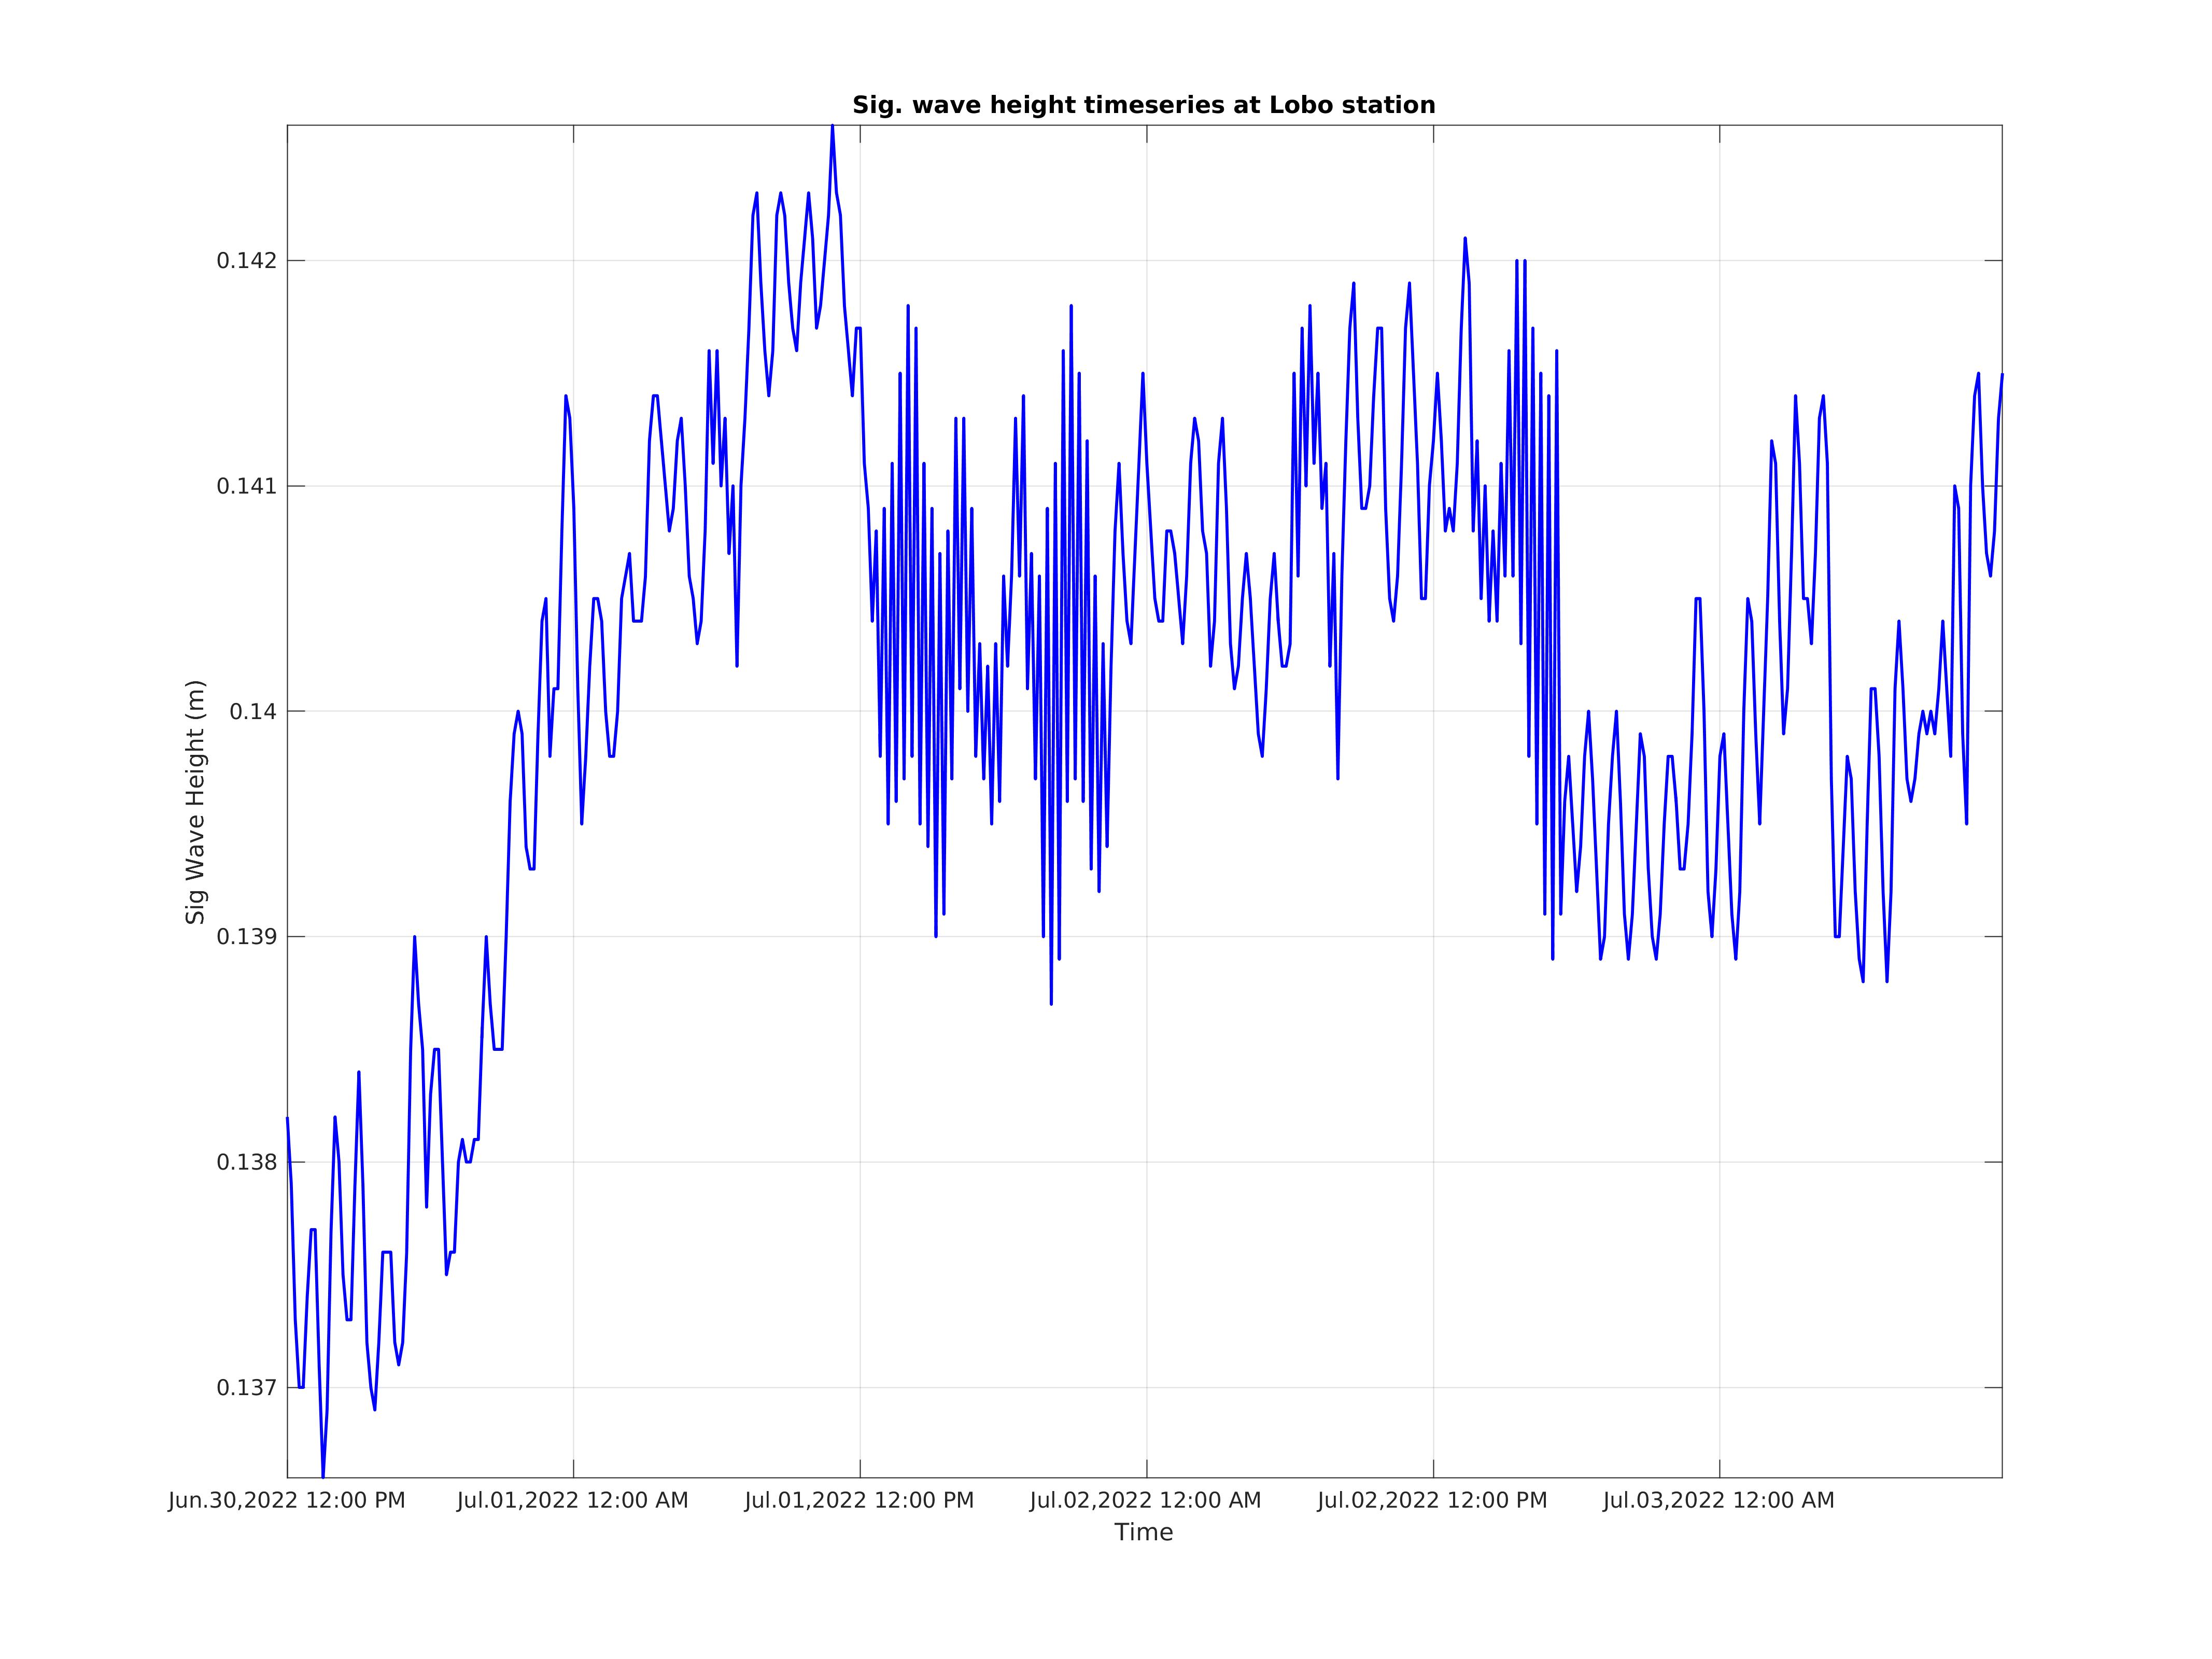 Sig. wave height timeseries at Lobo station
0.142
0.141
0.14
0.139
0.138
0.137
Sig Wave Height (m)
Jun.30,2022 12:00 PM Jul.01,2022 12:00 AM Jul.01,2022 12:00 PM Jul.02,2022 12:00 AM Jul.02,2022 12:00 PM Jul.03,2022 12:00 AM
Time